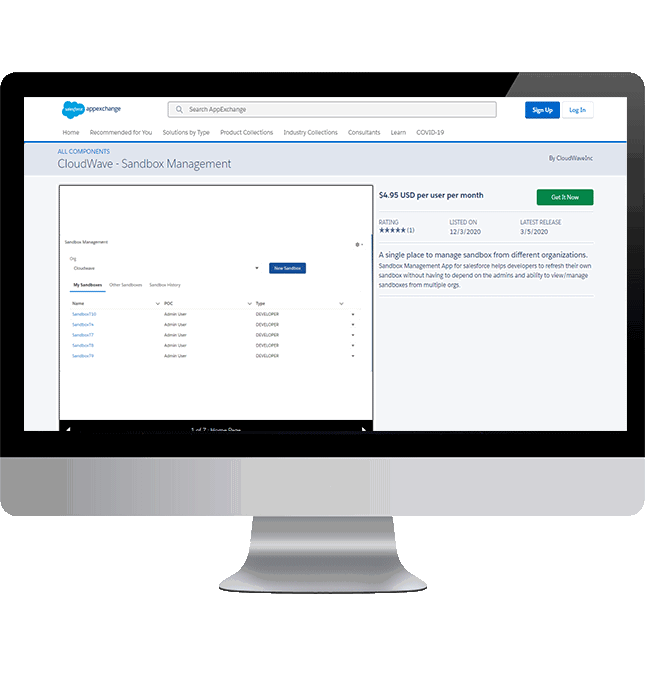 salesforce appexchange
Search AppExchange
Sign Up
Log In
Home Recommended for You Solutions by Type Product Collections Industry Collections Consultants Learn COVID-19
ALL COMPONENTS
CloudWave - Sandbox Management
By CloudWaveInc
$4.95 USD per user per month
Get It Now
RATING LISTED ON LATEST RELEASE
(1) 12/3/2020 3/5/2020
A single place to manage sandbox from different organizations.
Sandbox Management App for salesforce helps developers to refresh their own
sandbox without having to depend on the admins and ability to view/manage
sandboxes from multiple orgs.
Sandbox Management
Org
Cloudwave
New Sandbox
My Sandboxes Other Sandboxes Sandbox History
Name POC Type
Admin User DEVELOPER
Sandbox74 Admin User DEVELOPER
Sandbox77 Admin User DEVELOPER
Sandbox78 Admin User DEVELOPER
Sandbox79 Admin User DEVELOPER
1 of 7 - Home Page